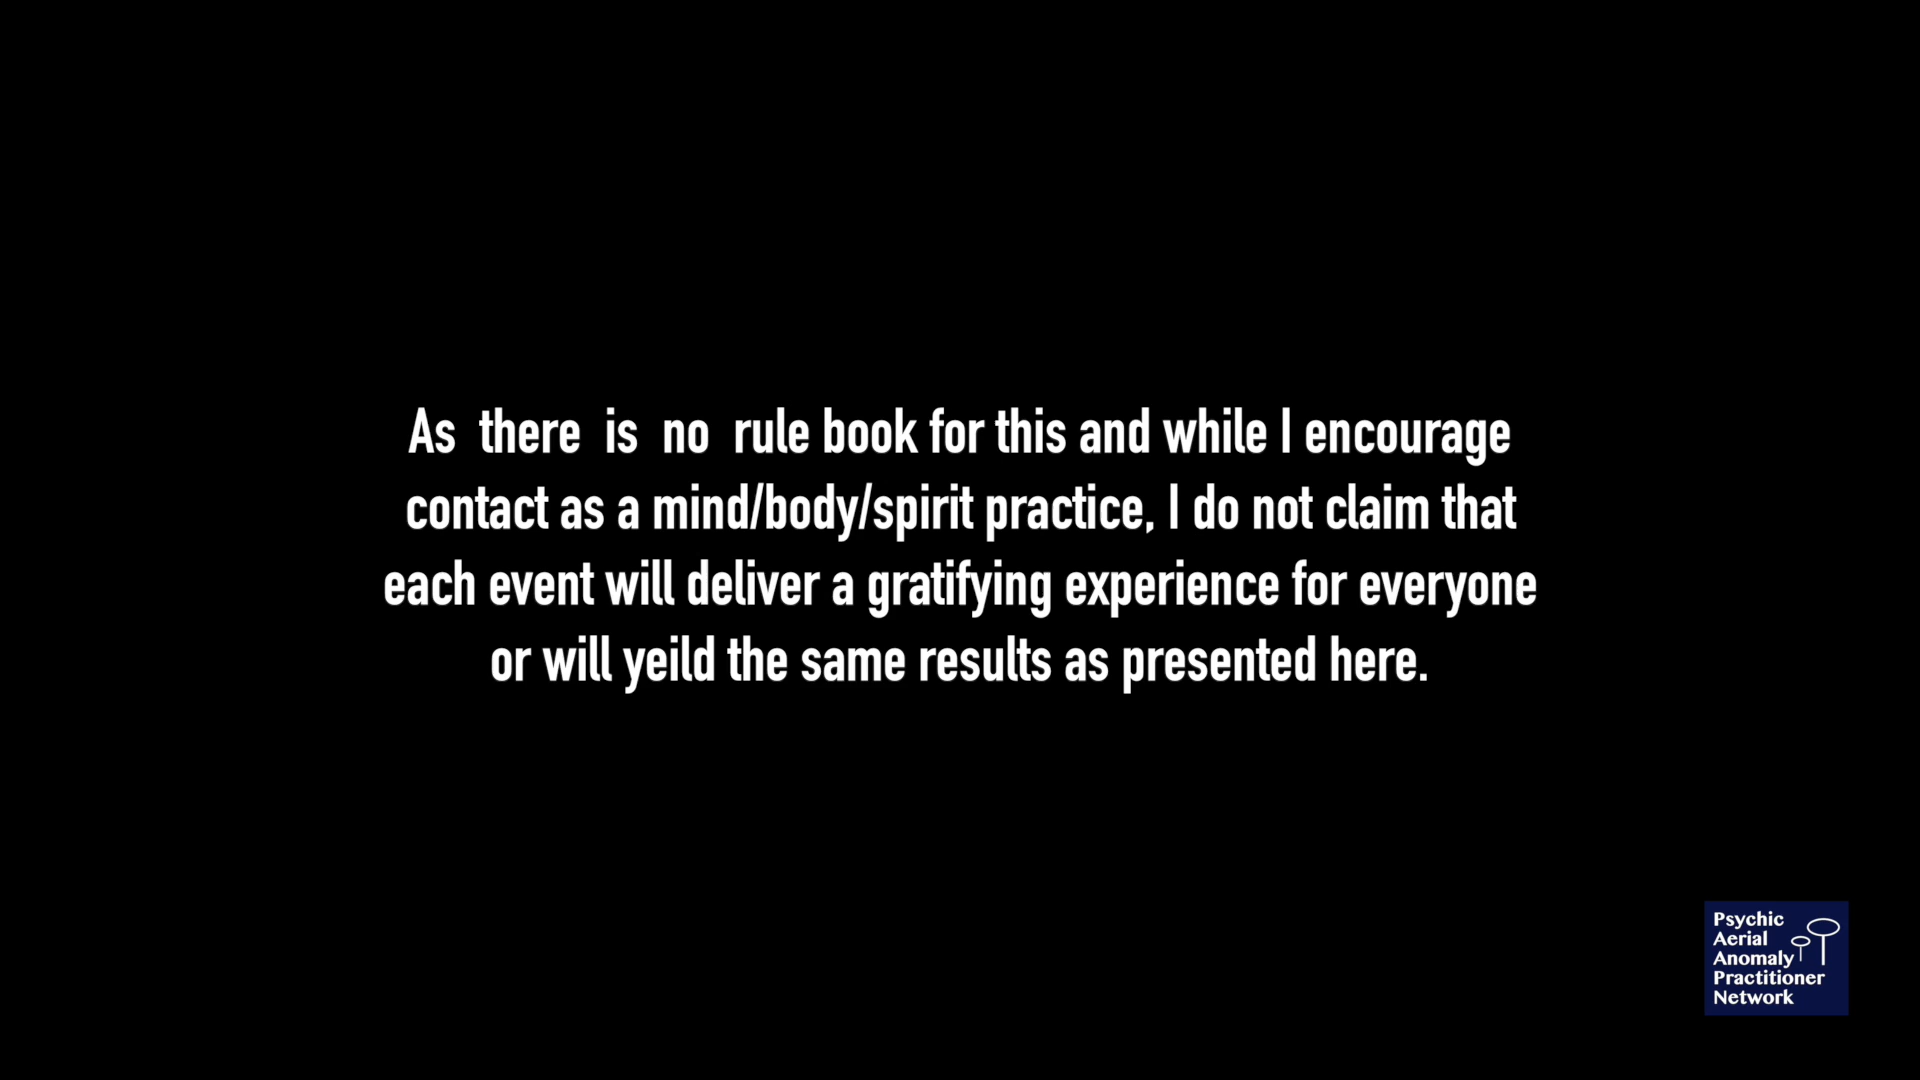 As there is no rule book for this and while I encourage
contact as a mind/body/spirit practice, I do not claim that
each event will deliver a gratifying experience for everyone
or will yeild the same results as presented here.
Psychic
Aerial
Anomaly
Practitioner
Network